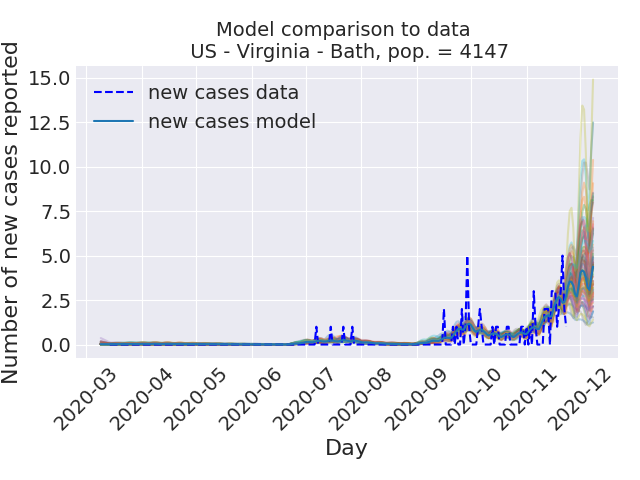 Model comparison to data
US - Virginia - Bath, pop. = 4147
Number of new cases reported
15.0
12.5
10.0
7.5
5.0
2.5
0.0
new cases data
new cases model
2020-03
2020-04
2020-05
2020-06
2020-07
2020-08
2020-09
2020-10
2020-11
2020-12
Day